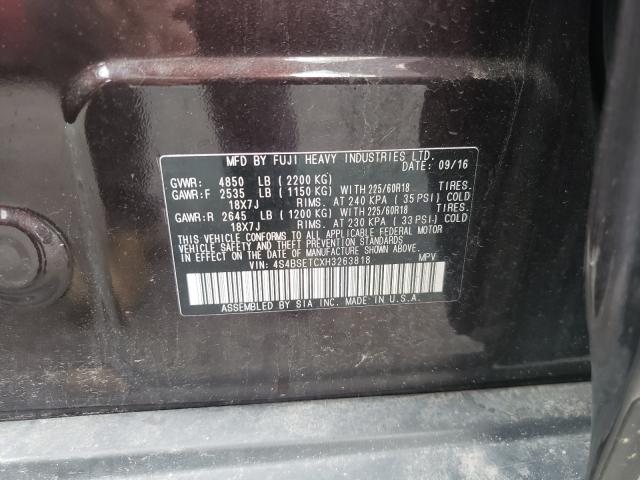 MFD BY FUJI HEAVY INDUSTRIES LTD.
DATE: 09/16
GVWR: 4850 LB (2200 KG)
GAWR:F 2535 LB (1150 KG) WITH 225/60R18 TIRES.
18X7J RIMS. AT 240 KPA (35 PSI) COLD.
GAWR:R 2645 LB (1200 KG) WITH 225/60R18 TIRES.
18X7J RIMS. AT 230 KPA (33 PSI) COLD.
THIS VEHICLE CONFORMS TO ALL APPLICABLE FEDERAL MOTOR
VEHICLE SAFETY AND THEFT PREVENTION STANDARDS
IN EFFECT ON THE DATE OF MANUFACTURE SHOWN ABOVE.
VIN: 4S4BSETCXH3263818 MPV
ASSEMBLED BY SIA INC. MADE IN U.S.A.